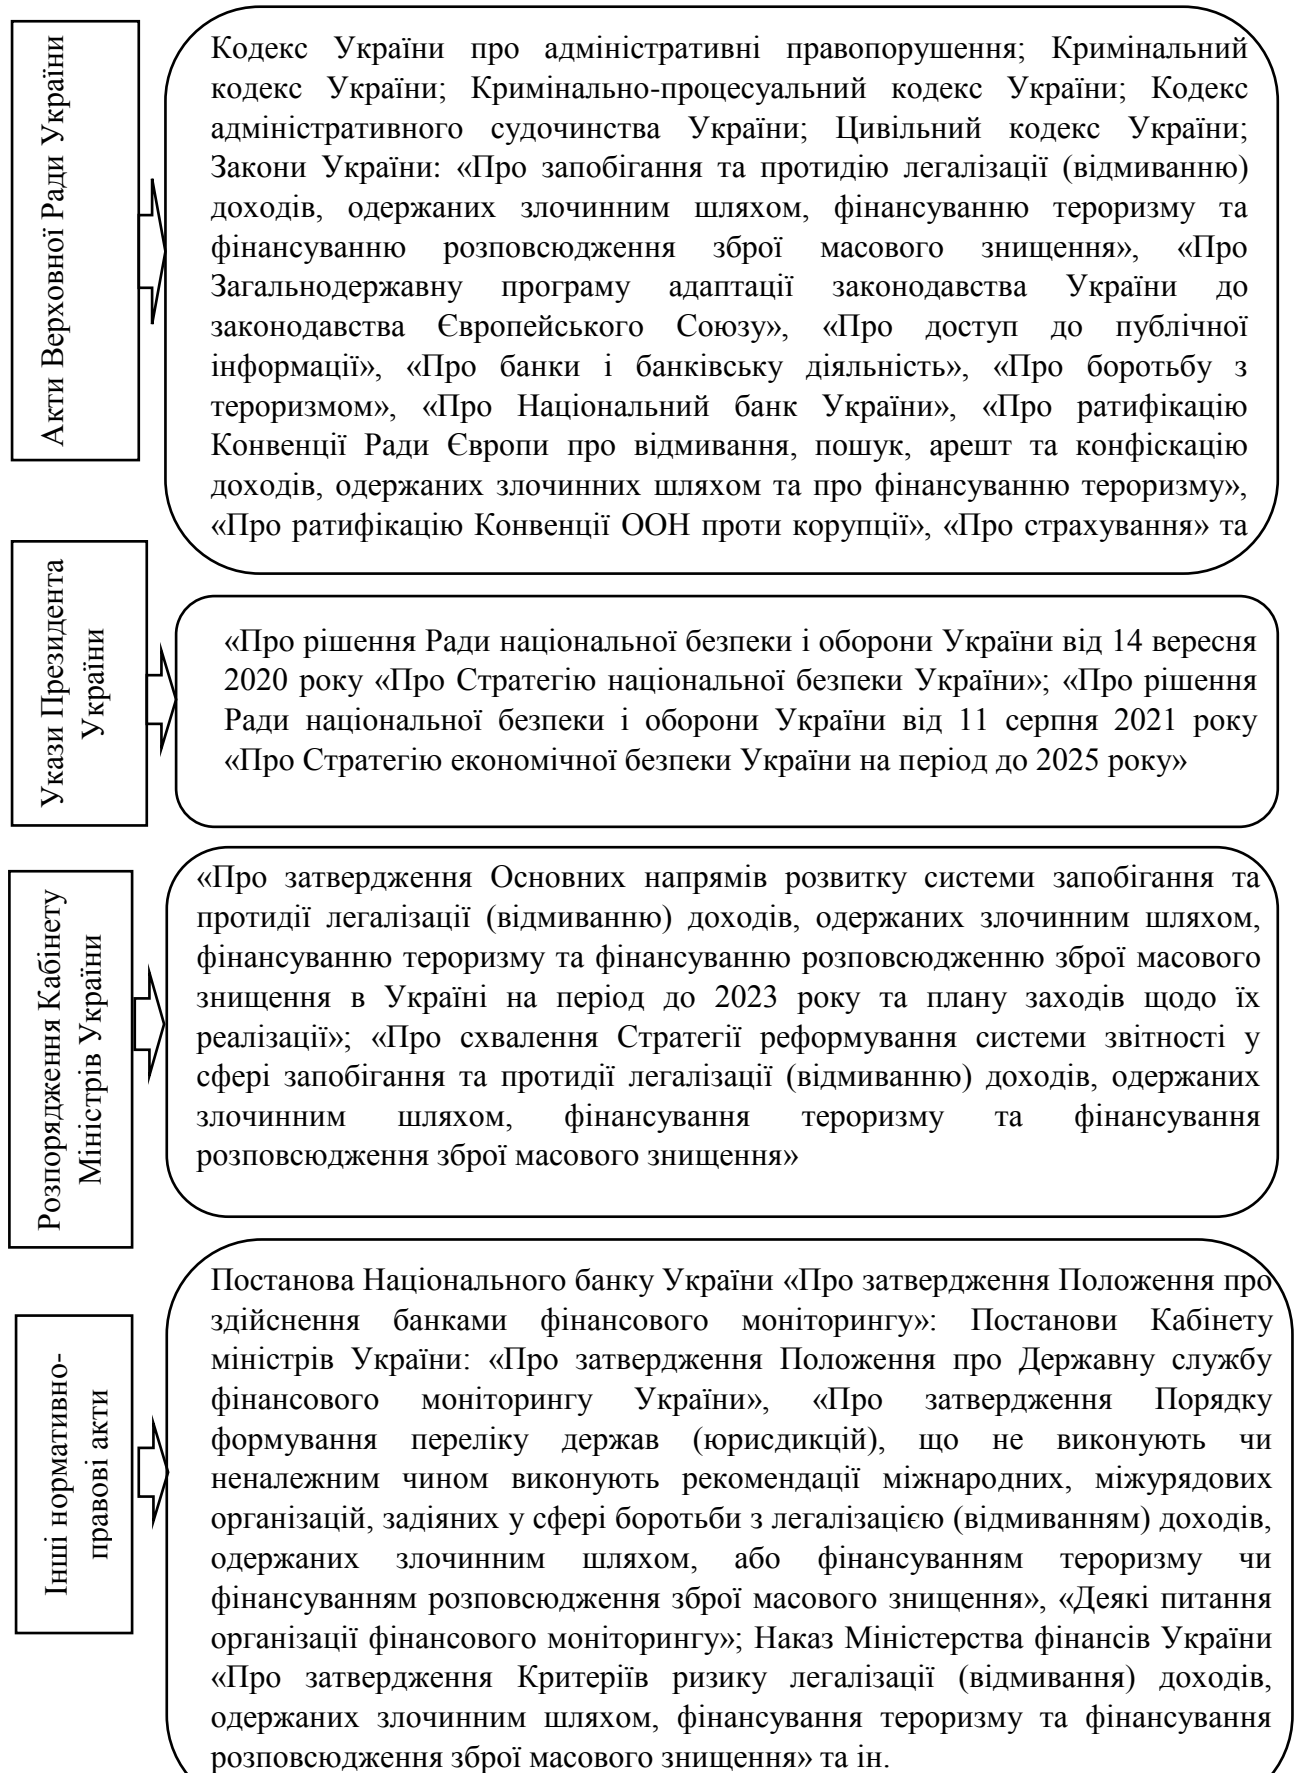 Акти Верховної Ради України
Кодекс України про адміністративні правопорушення; Кримінальний
кодекс України; Кримінально-процесуальний кодекс України; Кодекс
адміністративного судочинства України; Цивільний кодекс України;
Закони України: «Про запобігання та протидію легалізації (відмиванню)
доходів, одержаних злочинним шляхом, фінансуванню тероризму та
фінансуванню розповсюдження зброї масового знищення», «Про
Загальнодержавну програму адаптації законодавства України до
законодавства Європейського Союзу», «Про доступ до публічної
інформації», «Про банки і банківську діяльність», «Про боротьбу з
тероризмом», «Про Національний банк України», «Про ратифікацію
Конвенції Ради Європи про відмивання, пошук, арешт та конфіскацію
доходів, одержаних злочинних шляхом та про фінансуванню тероризму»,
«Про ратифікацію Конвенції ООН проти корупції», «Про страхування» та
Укази Президента
України
«Про рішення Ради національної безпеки і оборони України від 14 вересня
2020 року «Про Стратегію національної безпеки України»; «Про рішення
Ради національної безпеки і оборони України від 11 серпня 2021 року
«Про Стратегію економічної безпеки України на період до 2025 року»
Розпорядження Кабінету
Міністрів України
«Про затвердження Основних напрямів розвитку системи запобігання та
протидії легалізації (відмиванню) доходів, одержаних злочинним шляхом,
фінансуванню тероризму та фінансуванню розповсюдженню зброї масового
знищення в Україні на період до 2023 року та плану заходів щодо їх
реалізації»; «Про схвалення Стратегії реформування системи звітності у
сфері запобігання та протидії легалізації (відмиванню) доходів, одержаних
злочинним шляхом, фінансування тероризму та фінансування
розповсюдження зброї масового знищення»
Інші нормативно-
правові акти
Постанова Національного банку України «Про затвердження Положення про
здійснення банками фінансового моніторингу»: Постанови Кабінету
міністрів України: «Про затвердження Положення про Державну службу
фінансового моніторингу України», «Про затвердження Порядку
формування переліку держав (юрисдикцій), що не виконують чи
неналежним чином виконують рекомендації міжнародних, міжурядових
організацій, задіяних у сфері боротьби з легалізацією (відмиванням) доходів,
одержаних злочинним шляхом, або фінансуванням тероризму чи
фінансуванням розповсюдження зброї масового знищення», «Деякі питання
організації фінансового моніторингу»; Наказ Міністерства фінансів України
«Про затвердження Критеріїв ризику легалізації (відмивання) доходів,
одержаних злочинним шляхом, фінансування тероризму та фінансування
розповсюдження зброї масового знищення» та ін.